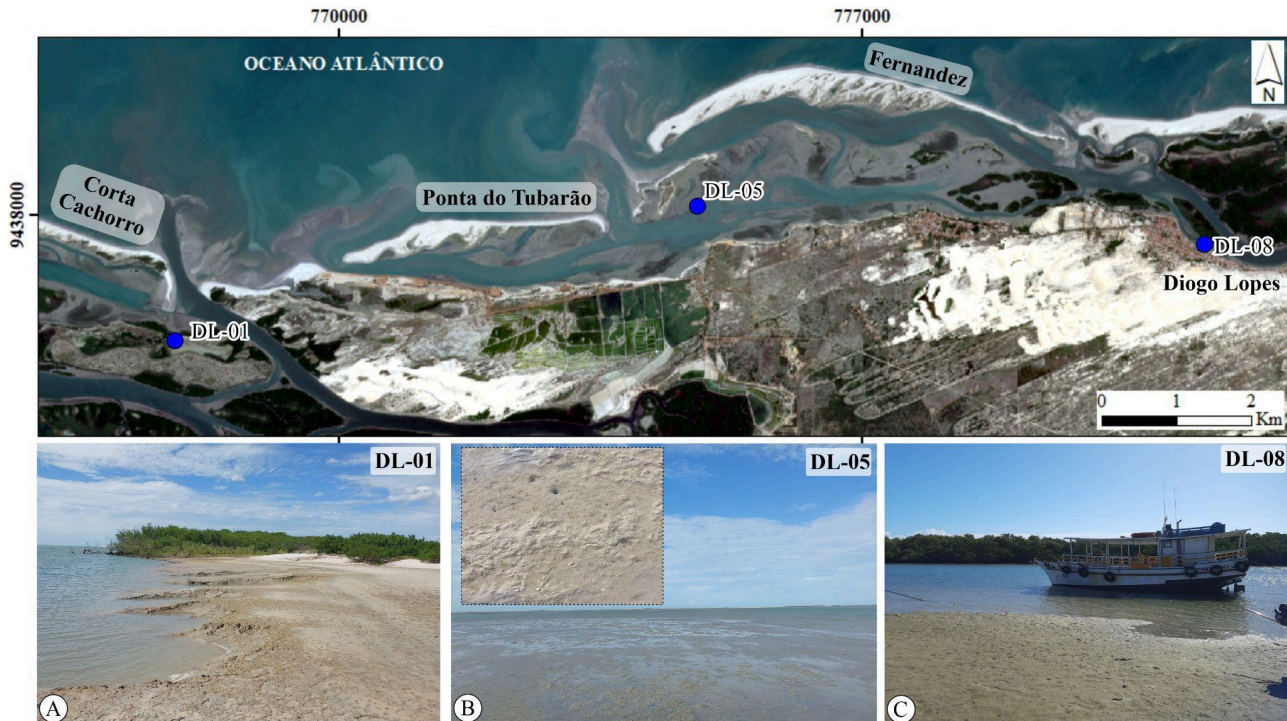 770000
777000
OCEANO ATLÂNTICO
Fernandez
N
Corta
Cachorro
Ponta do Tubarão
DL-05
9438000
DL-08
Diogo Lopes
DL-01
0 1 2
Km
DL-01
DL-05
DL-08
A
B
C